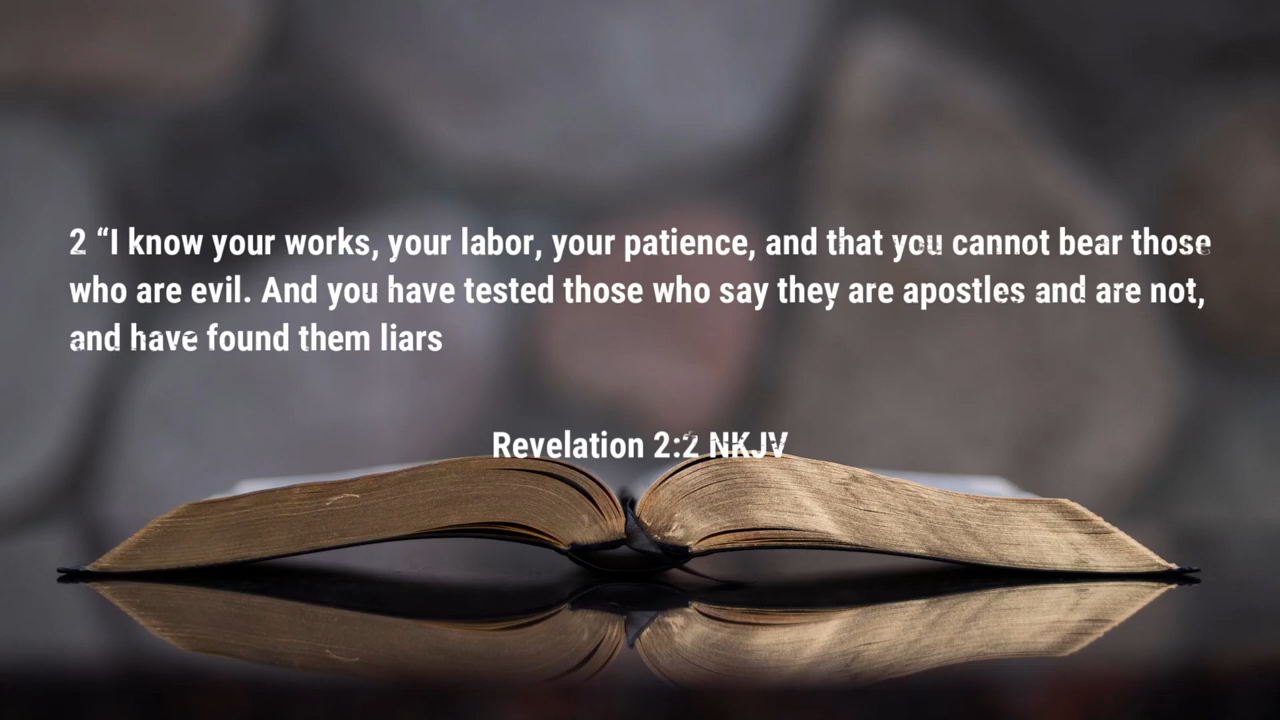 2 “I know your works, your labor, your patience, and that you cannot bear those
who are evil. And you have tested those who say they are apostles and are not,
and have found them liars
Revelation 2:2 NKJV